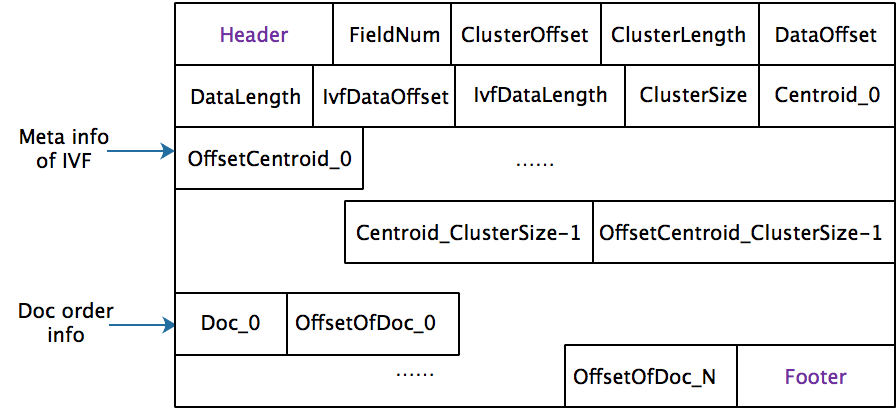 Header FieldNum ClusterOffset ClusterLength DataOffset
DataLength IvfDataOffset IvfDataLength ClusterSize Centroid_0
Meta info
of IVF
OffsetCentroid_0 ......
Centroid_ClusterSize-1 OffsetCentroid_ClusterSize-1
Doc order
info
Doc_0 OffsetOfDoc_0
......
OffsetOfDoc_N Footer